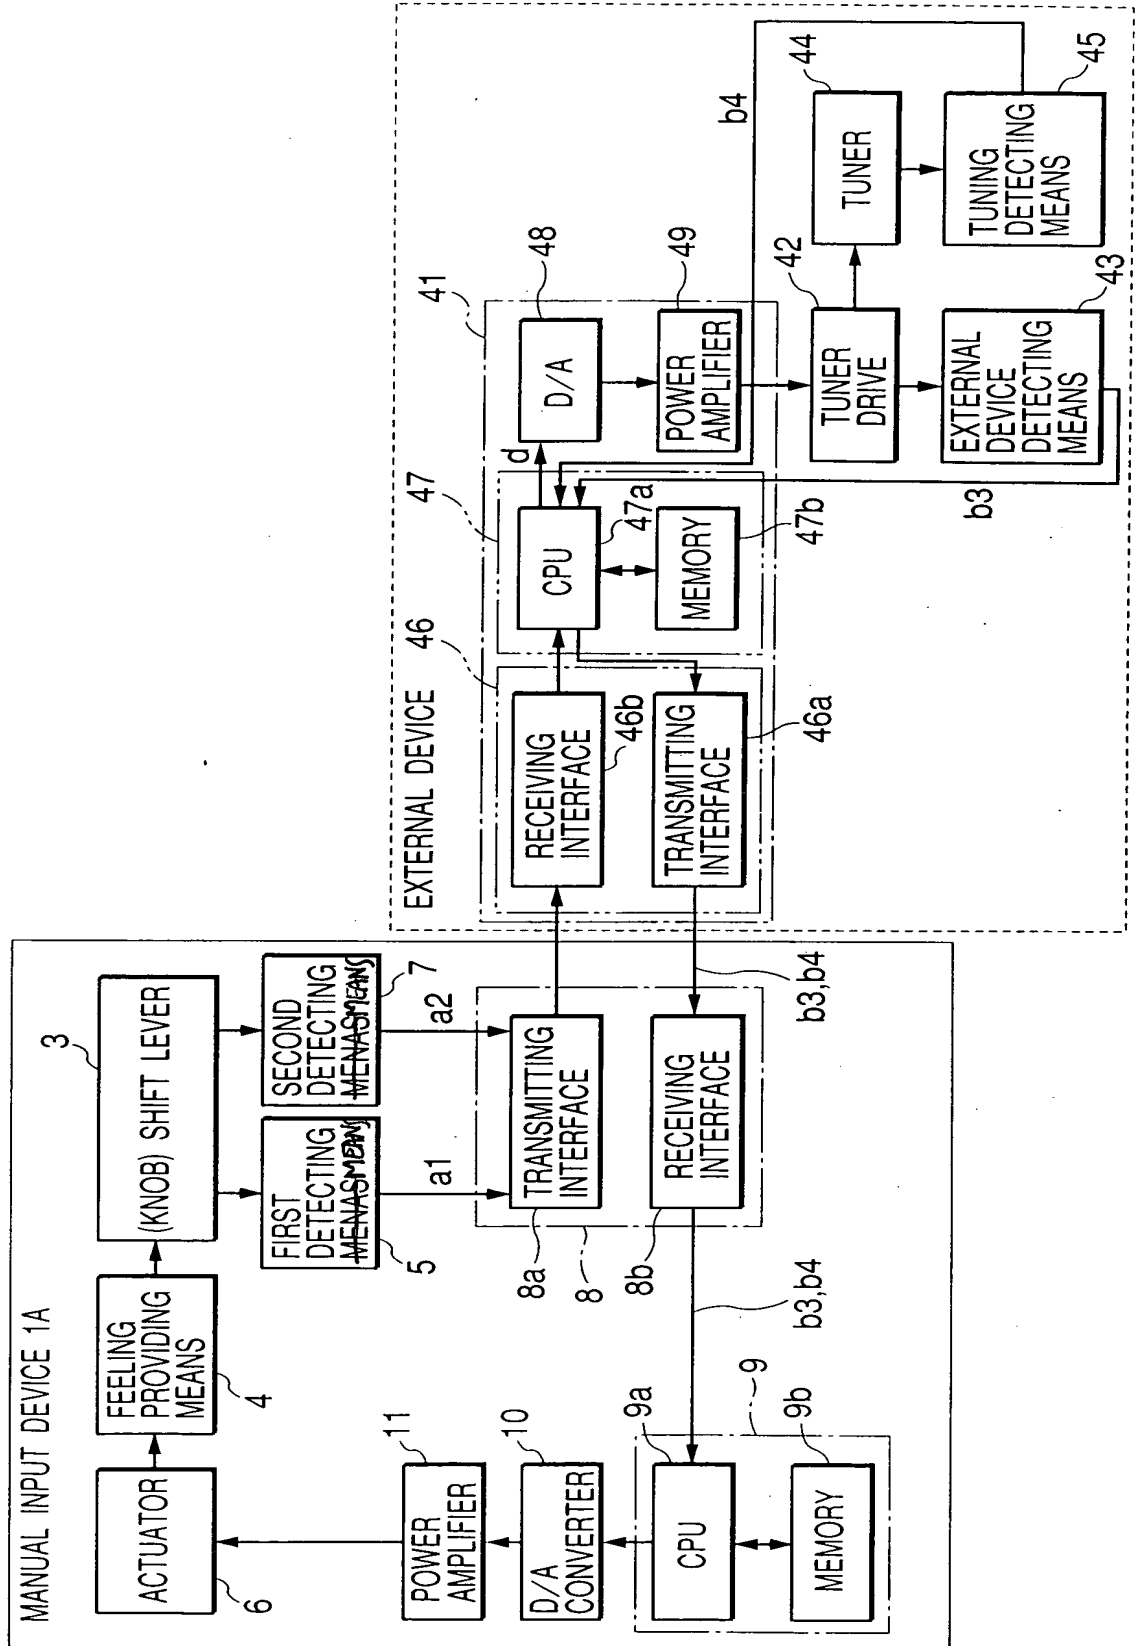 MANUAL INPUT DEVICE 1A
ACTUATOR
6
FEELING
PROVIDING
MEANS
4
(KNOB) SHIFT LEVER
3
FIRST
DETECTING
MENASMEANS
5
SECOND
DETECTING
MENASMEANS
7
a1
a2
POWER
AMPLIFIER
11
D/A
CONVERTER
10
CPU
9a
9
MEMORY
9b
TRANSMITTING
INTERFACE
8a
8
RECEIVING
INTERFACE
8b
b3,b4
b3,b4
EXTERNAL DEVICE
RECEIVING
INTERFACE
46b
46
TRANSMITTING
INTERFACE
46a
CPU
47a
47
MEMORY
47b
d
41
D/A
48
POWER
AMPLIFIER
49
b4
b3
TUNER
DRIVE
42
TUNER
44
EXTERNAL
DEVICE
DETECTING
MEANS
43
TUNING
DETECTING
MEANS
45